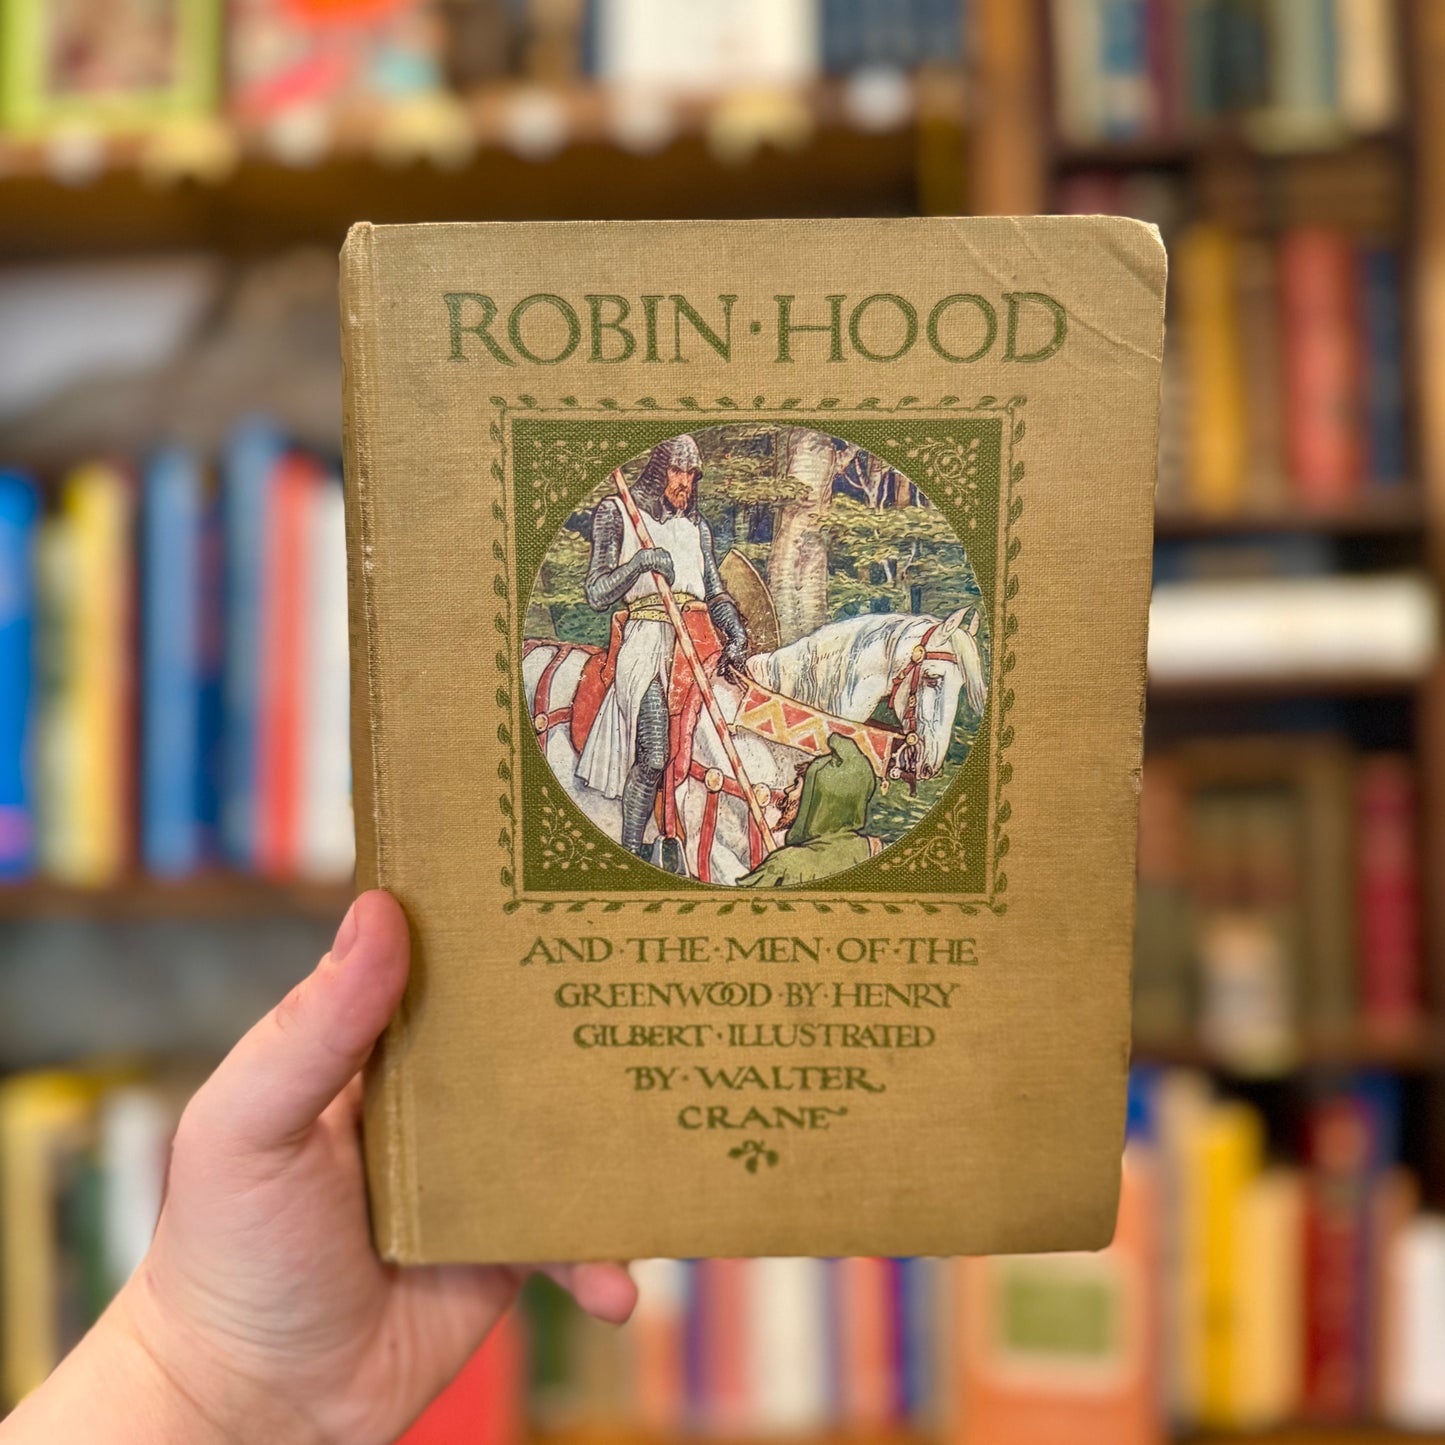 ROBIN·HOOD
AND·THE·MEN·OF·THE
GREENWOOD·BY·HENRY
GILBERT·ILLUSTRATED
BY·WALTER
CRANE